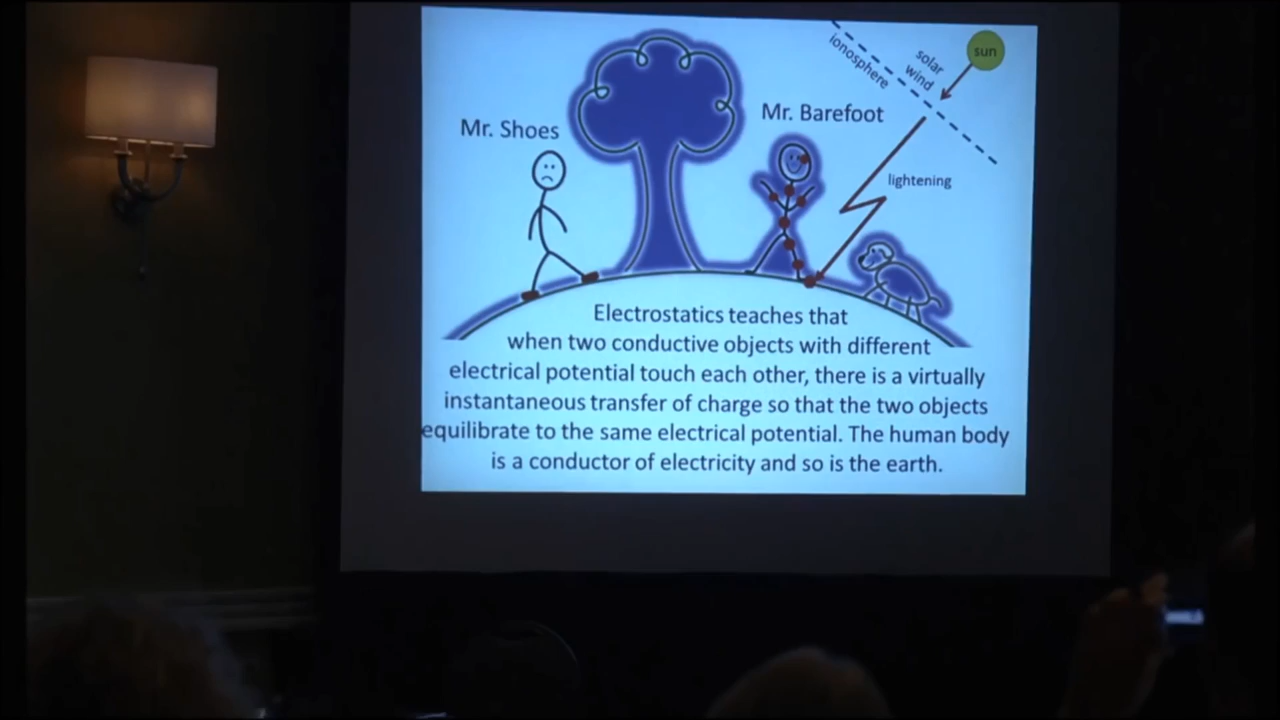 sun
solar
wind
ionosphere
Mr. Barefoot
Mr. Shoes
lightening
Electrostatics teaches that
when two conductive objects with different
electrical potential touch each other, there is a virtually
instantaneous transfer of charge so that the two objects
equilibrate to the same electrical potential. The human body
is a conductor of electricity and so is the earth.